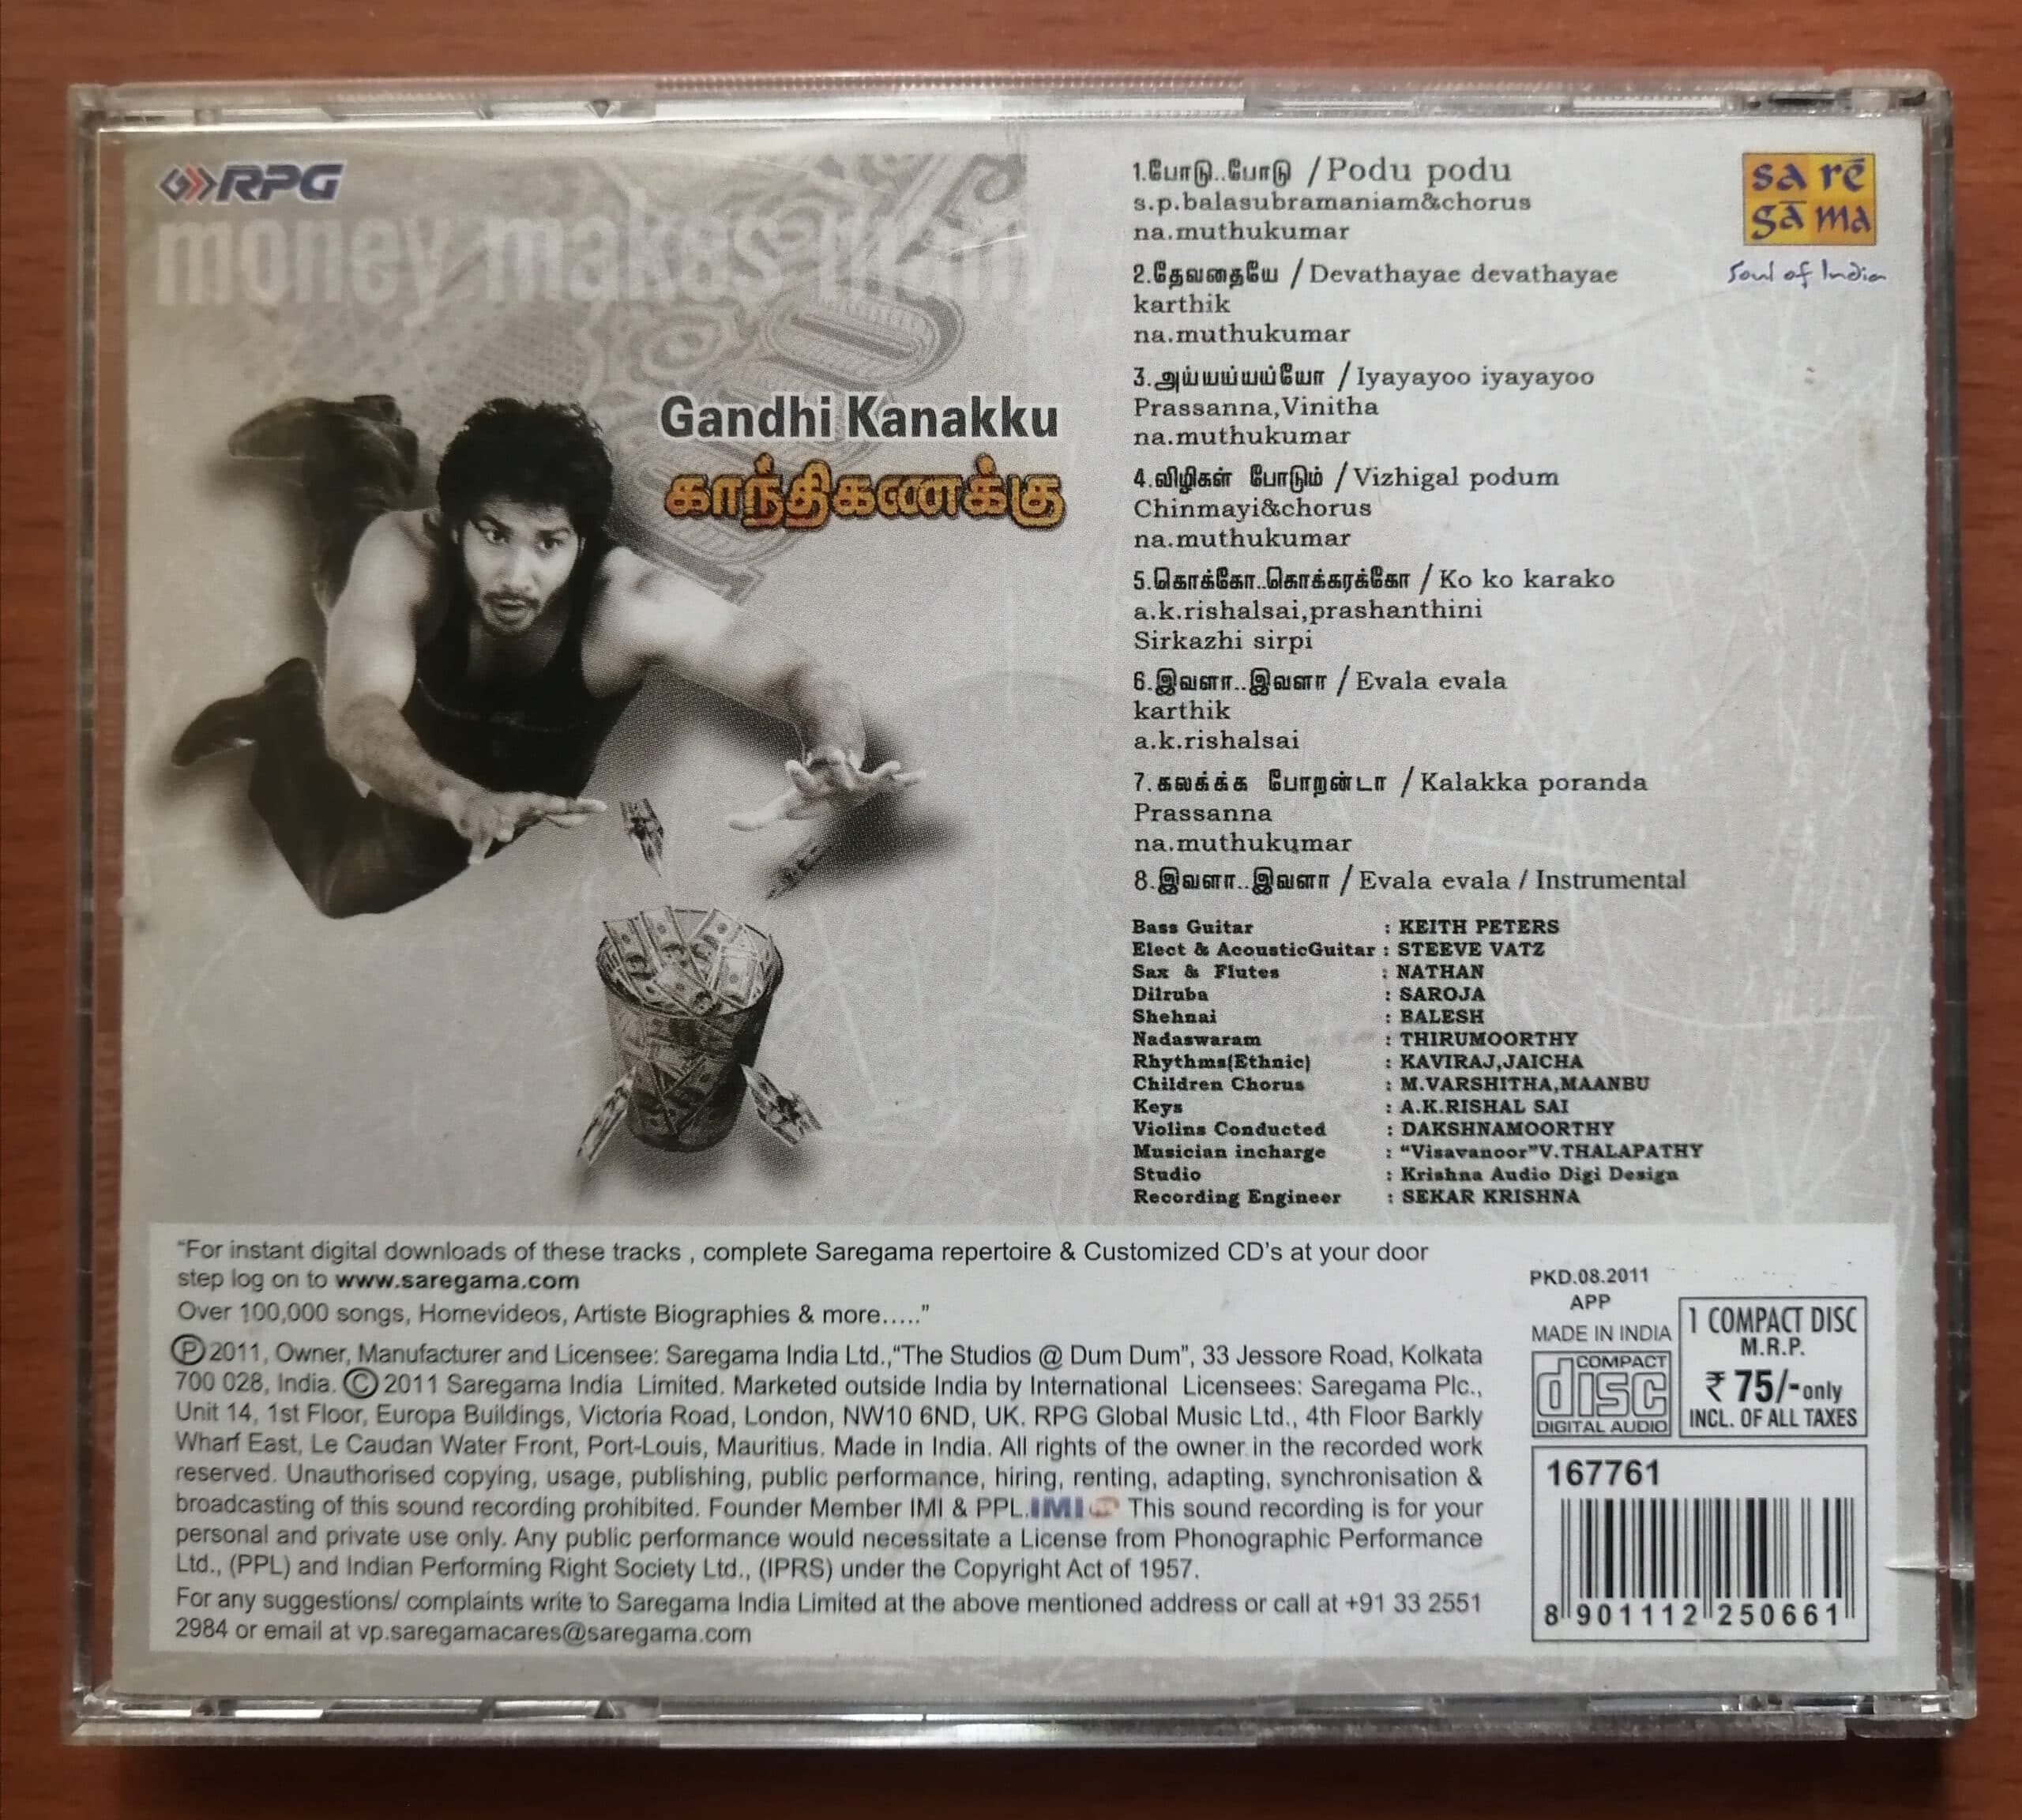 RPG
money makes many
Gandhi Kanakku
காந்திகணக்கு
1.போடு..போடு / Podu podu
s.p.balasubramaniam&chorus
na.muthukumar
2.தேவதையே / Devathayae devathayae
karthik
na.muthukumar
3.அய்யய்யய்யோ / Iyayayoo iyayayoo
Prassanna,Vinitha
na.muthukumar
4.விழிகள் போடும் / Vizhigal podum
Chinmayi&chorus
na.muthukumar
5.கொக்கோ..கொக்கரக்கோ / Ko ko karako
a.k.rishalsai,prashanthini
Sirkazhi sirpi
6.இவளா..இவளா / Evala evala
karthik
a.k.rishalsai
7.கலக்க போறண்டா / Kalakka poranda
Prassanna
na.muthukumar
8.இவளா..இவளா / Evala evala / Instrumental
sa rē
gā ma
Soul of India
Bass Guitar : KEITH PETERS
Elect & AcousticGuitar : STEEVE VATZ
Sax & Flutes : NATHAN
Dilruba : SAROJA
Shehnai : BALESH
Nadaswaram : THIRUMOORTHY
Rhythms(Ethnic) : KAVIRAJ,JAICHA
Children Chorus : M.VARSHITHA,MAANBU
Keys : A.K.RISHAL SAI
Violins Conducted : DAKSHNAMOORTHY
Musician incharge : "Visavanoor"V.THALAPATHY
Studio : Krishna Audio Digi Design
Recording Engineer : SEKAR KRISHNA
"For instant digital downloads of these tracks , complete Saregama repertoire & Customized CD's at your door
step log on to www.saregama.com
Over 100,000 songs, Homevideos, Artiste Biographies & more....."
Ⓟ 2011, Owner, Manufacturer and Licensee: Saregama India Ltd.,"The Studios @ Dum Dum", 33 Jessore Road, Kolkata
700 028, India. © 2011 Saregama India Limited. Marketed outside India by International Licensees: Saregama Plc.,
Unit 14, 1st Floor, Europa Buildings, Victoria Road, London, NW10 6ND, UK. RPG Global Music Ltd., 4th Floor Barkly
Wharf East, Le Caudan Water Front, Port-Louis, Mauritius. Made in India. All rights of the owner in the recorded work
reserved. Unauthorised copying, usage, publishing, public performance, hiring, renting, adapting, synchronisation &
broadcasting of this sound recording prohibited. Founder Member IMI & PPL.IMI This sound recording is for your
personal and private use only. Any public performance would necessitate a License from Phonographic Performance
Ltd., (PPL) and Indian Performing Right Society Ltd., (IPRS) under the Copyright Act of 1957.
For any suggestions/ complaints write to Saregama India Limited at the above mentioned address or call at +91 33 2551
2984 or email at vp.saregamacares@saregama.com
PKD.08.2011
APP
MADE IN INDIA
COMPACT
disc
DIGITAL AUDIO
1 COMPACT DISC
M.R.P.
₹ 75/-only
INCL. OF ALL TAXES
167761
8 901112 250661